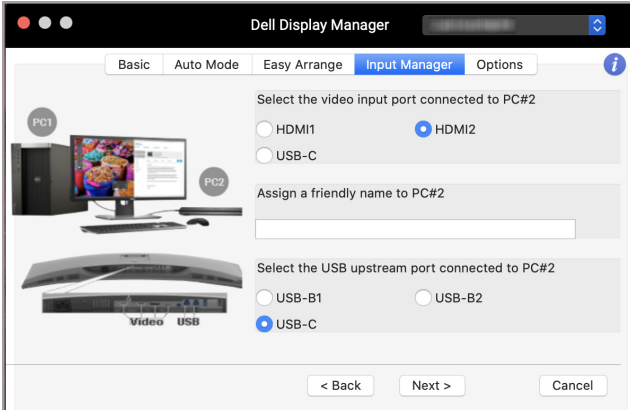 Dell Display Manager
Basic
Auto Mode
Easy Arrange
Input Manager
Options
i
Select the video input port connected to PC#2
PC1
HDMI1
HDMI2
USB-C
PC2
Assign a friendly name to PC#2
Select the USB upstream port connected to PC#2
USB-B1
USB-B2
Video
USB
USB-C
< Back
Next >
Cancel